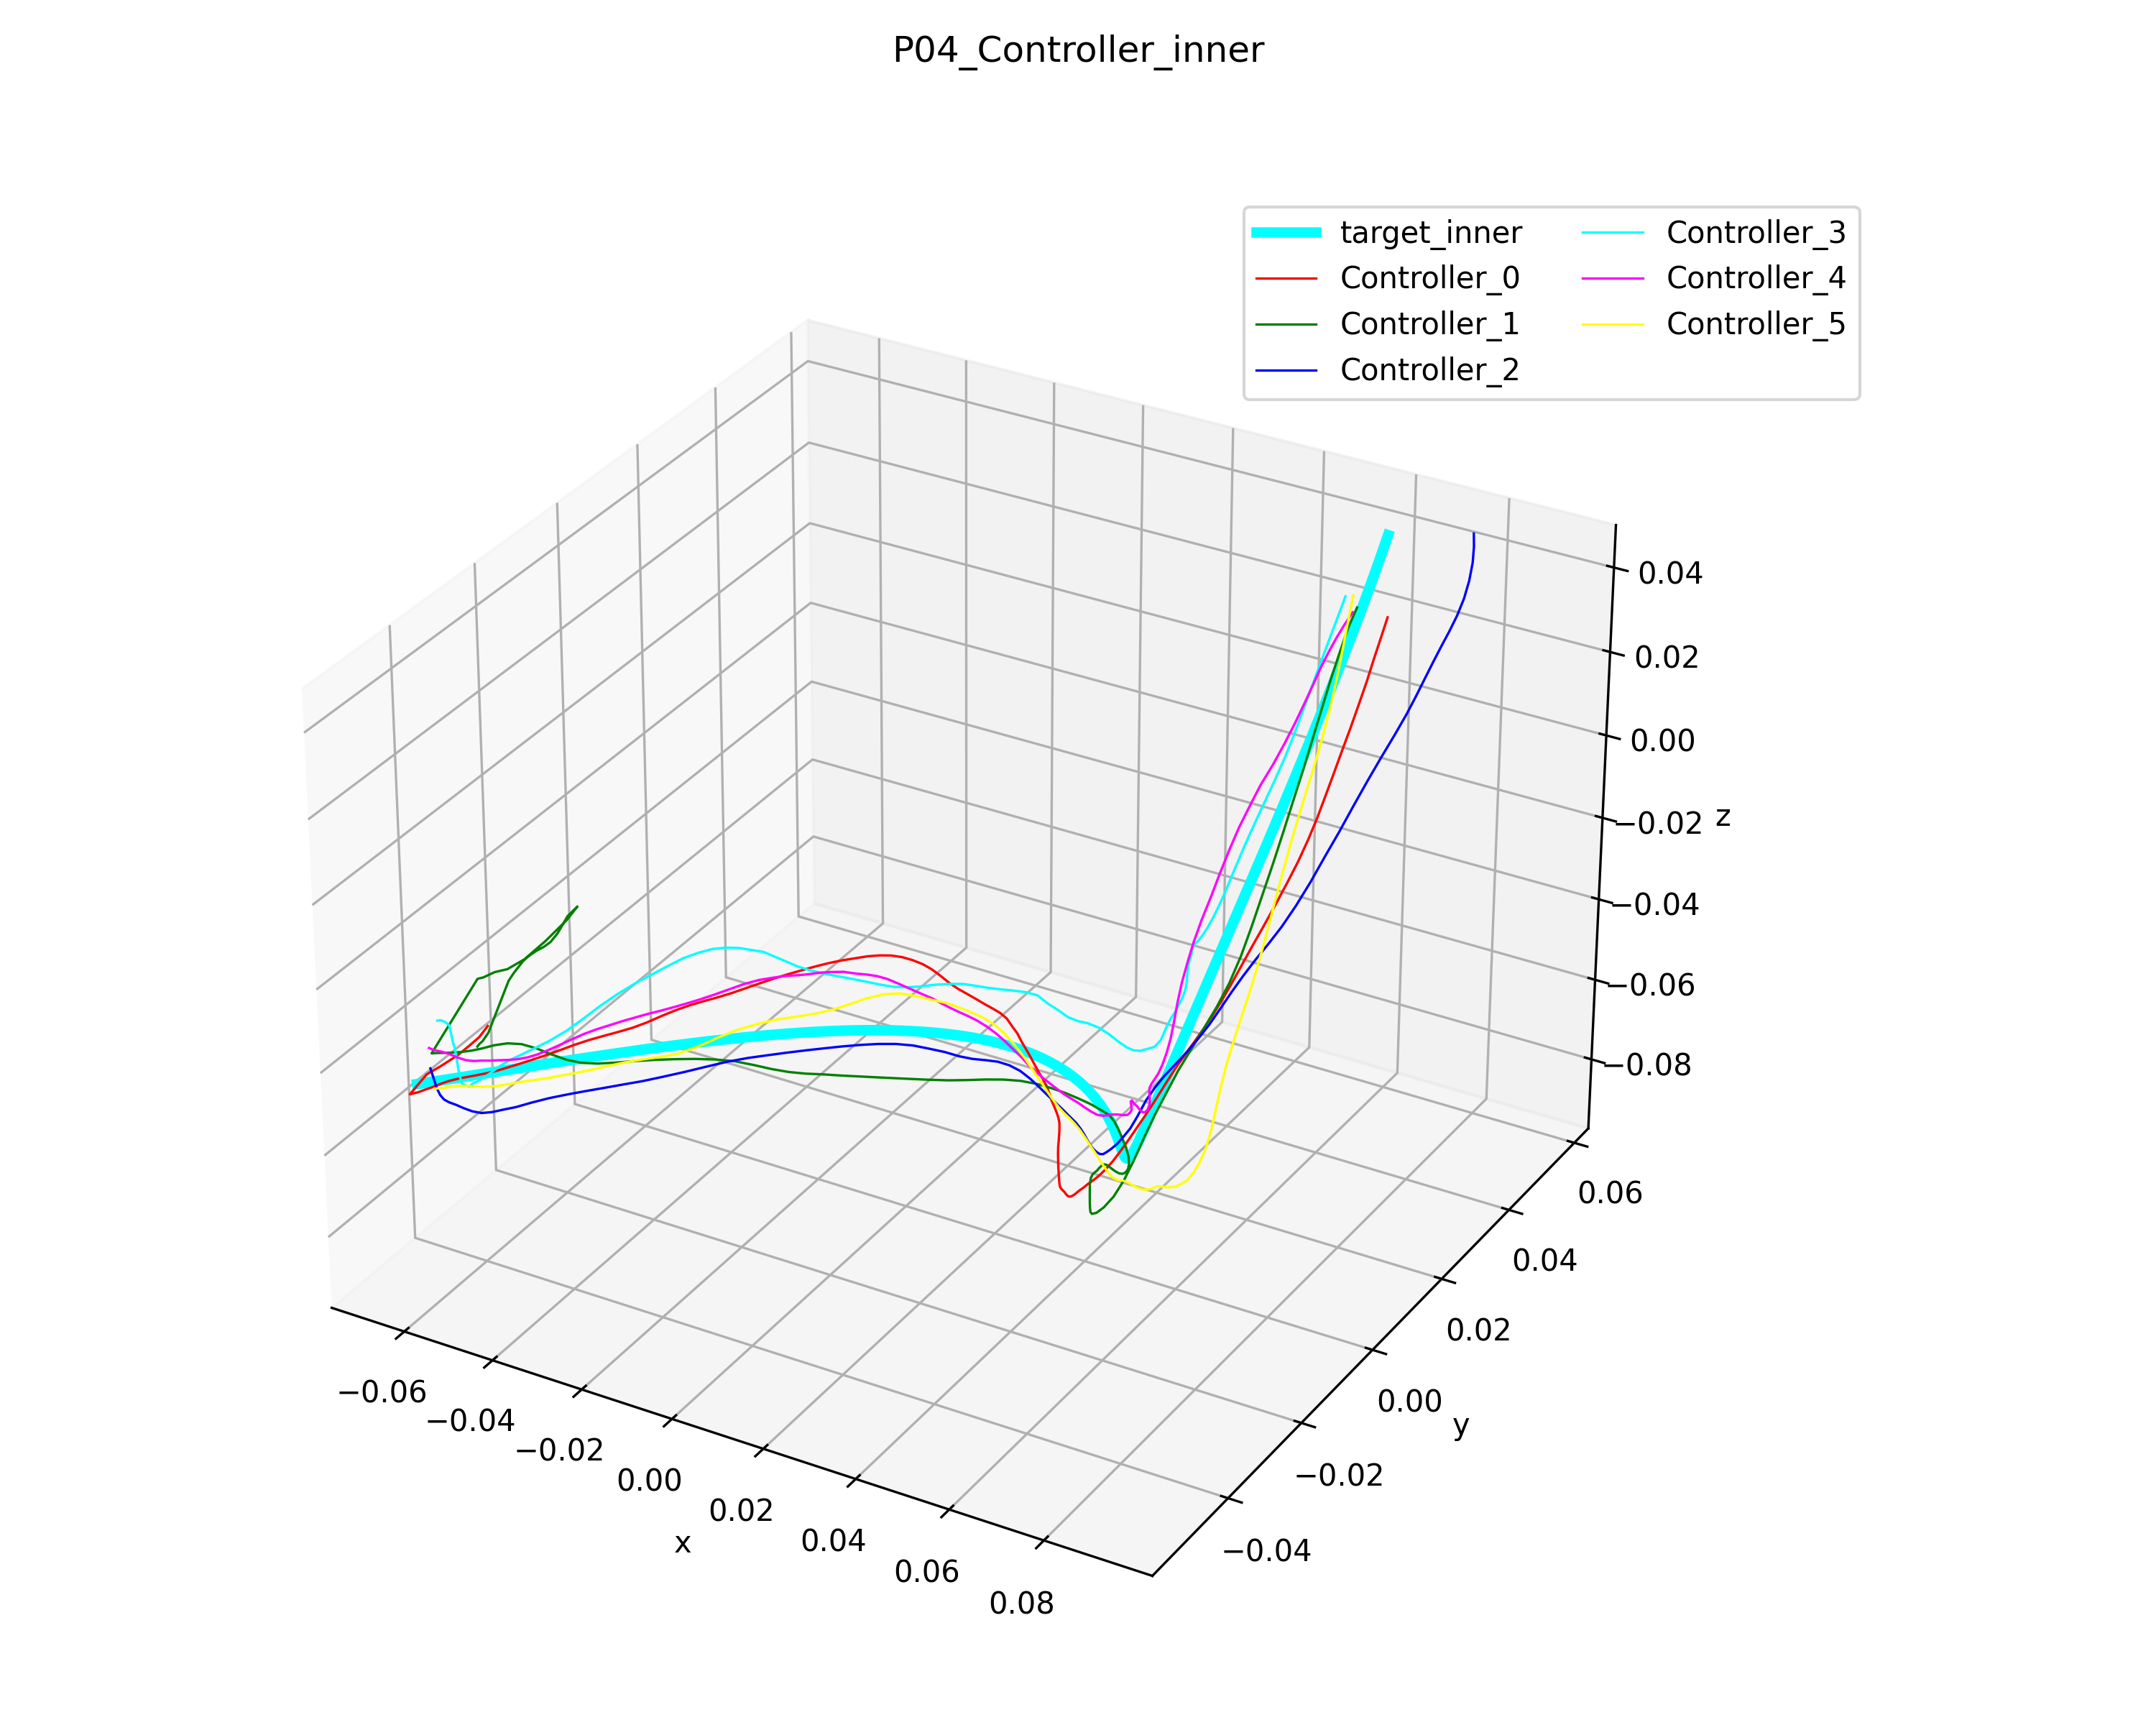 P04_Controller_inner
target_inner
Controller_0
Controller_1
Controller_2
Controller_3
Controller_4
Controller_5
0.04
0.02
0.00
−0.02
z
−0.04
−0.06
−0.08
0.06
0.04
0.02
0.00
y
−0.02
−0.04
−0.06
−0.04
−0.02
0.00
0.02
x
0.04
0.06
0.08